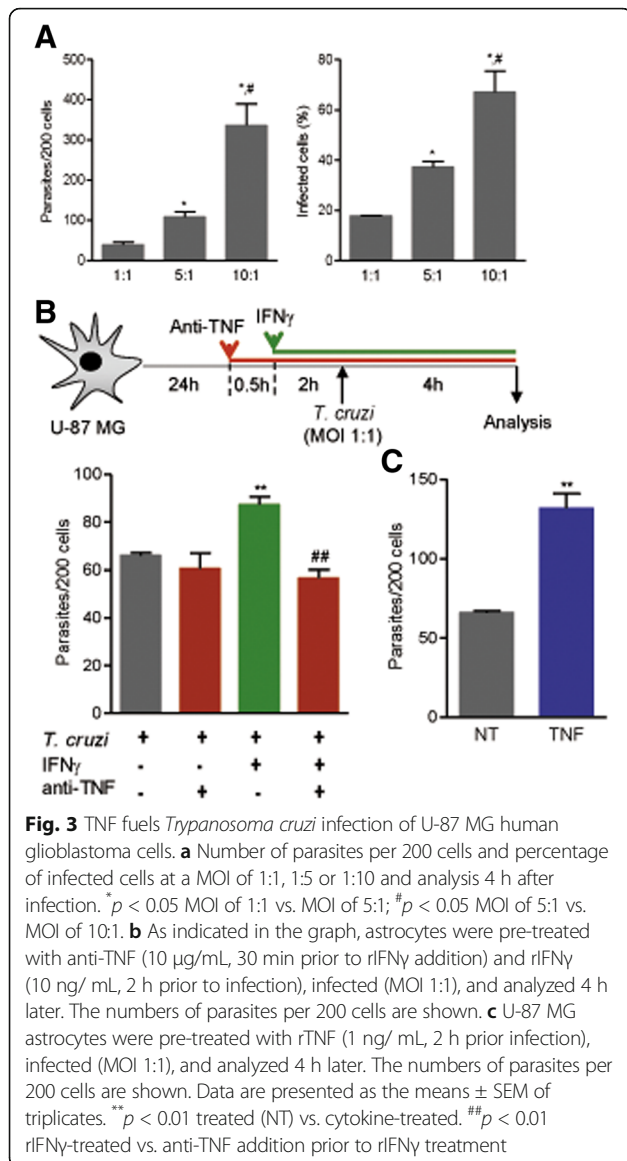 A
500
400
300
200
100
0
Parasites/200 cells
*
*,#
1:1 5:1 10:1
80
60
40
20
0
Infected cells (%)
*
*,#
1:1 5:1 10:1
B
Anti-TNF IFNγ
24h 0.5h 2h 4h
U-87 MG
T. cruzi
(MOI 1:1)
Analysis
100
80
60
40
20
0
Parasites/200 cells
**
##
T. cruzi + + + +
IFNγ - - + +
anti-TNF - + - +
C
150
100
50
0
Parasites/200 cells
**
NT TNF
Fig. 3 TNF fuels Trypanosoma cruzi infection of U-87 MG human
glioblastoma cells. a Number of parasites per 200 cells and percentage
of infected cells at a MOI of 1:1, 1:5 or 1:10 and analysis 4 h after
infection. *p < 0.05 MOI of 1:1 vs. MOI of 5:1; #p < 0.05 MOI of 5:1 vs.
MOI of 10:1. b As indicated in the graph, astrocytes were pre-treated
with anti-TNF (10 μg/mL, 30 min prior to rIFNγ addition) and rIFNγ
(10 ng/ mL, 2 h prior to infection), infected (MOI 1:1), and analyzed 4 h
later. The numbers of parasites per 200 cells are shown. c U-87 MG
astrocytes were pre-treated with rTNF (1 ng/ mL, 2 h prior infection),
infected (MOI 1:1), and analyzed 4 h later. The numbers of parasites per
200 cells are shown. Data are presented as the means ± SEM of
triplicates. **p < 0.01 treated (NT) vs. cytokine-treated. ##p < 0.01
rIFNγ-treated vs. anti-TNF addition prior to rIFNγ treatment